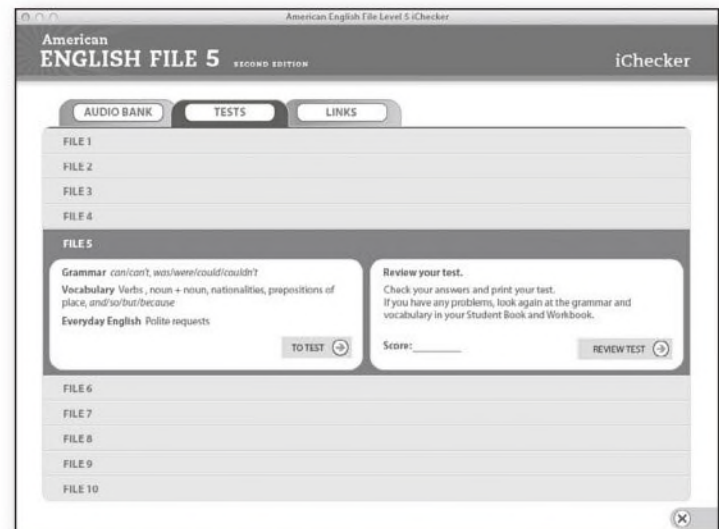 American English File Level 5 iChecker
American
ENGLISH FILE 5 SECOND EDITION
iChecker
AUDIO BANK
TESTS
LINKS
FILE 1
FILE 2
FILE 3
FILE 4
FILE 5
Grammar can/can't, was/were/could/couldn't
Vocabulary Verbs , noun + noun, nationalities, prepositions of
place, and/so/but/because
Everyday English Polite requests
TO TEST
Review your test.
Check your answers and print your test.
If you have any problems, look again at the grammar and
vocabulary in your Student Book and Workbook.
Score:________
REVIEW TEST
FILE 6
FILE 7
FILE 8
FILE 9
FILE 10